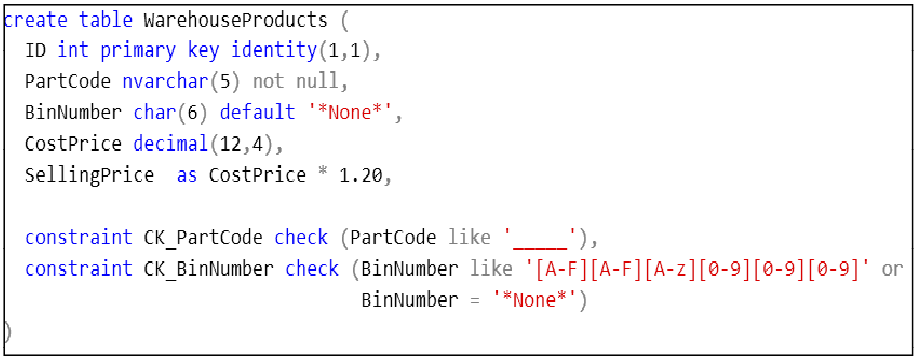 create table WarehouseProducts (
ID int primary key identity(1,1),
PartCode nvarchar(5) not null,
BinNumber char(6) default '*None*',
CostPrice decimal(12,4),
SellingPrice  as CostPrice * 1.20,
constraint CK_PartCode check (PartCode like '_____'),
constraint CK_BinNumber check (BinNumber like '[A-F][A-F][A-z][0-9][0-9][0-9]' or
BinNumber = '*None*')
)